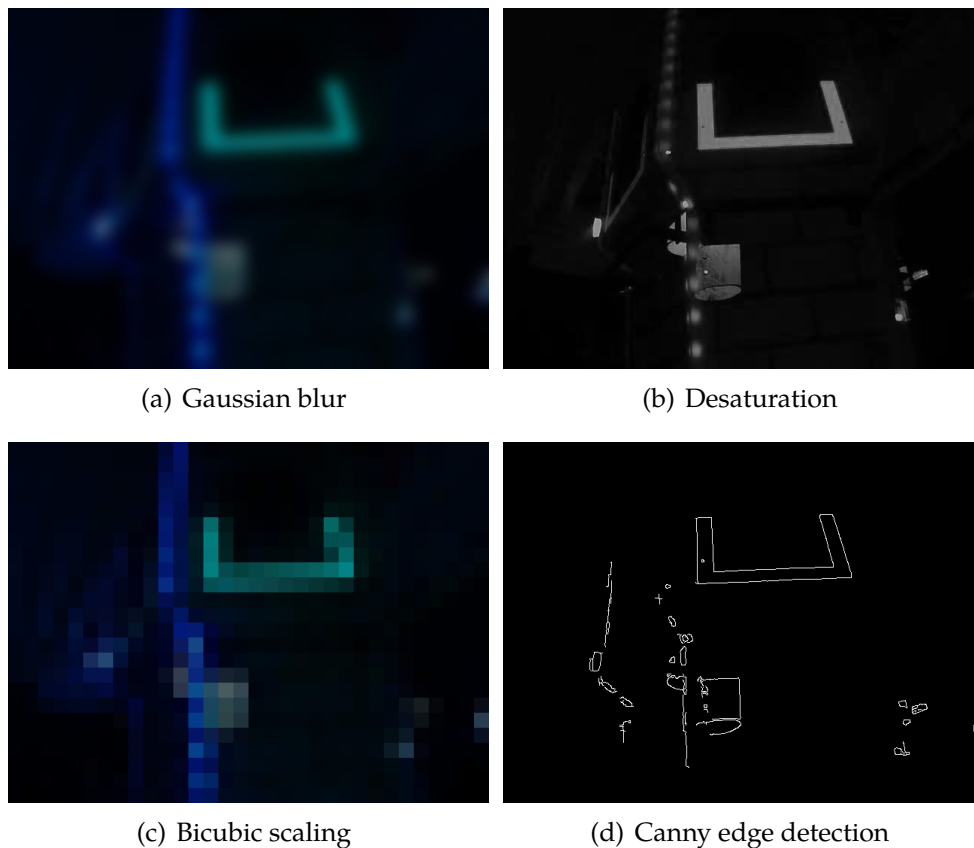 (a) Gaussian blur
(b) Desaturation
(c) Bicubic scaling
(d) Canny edge detection